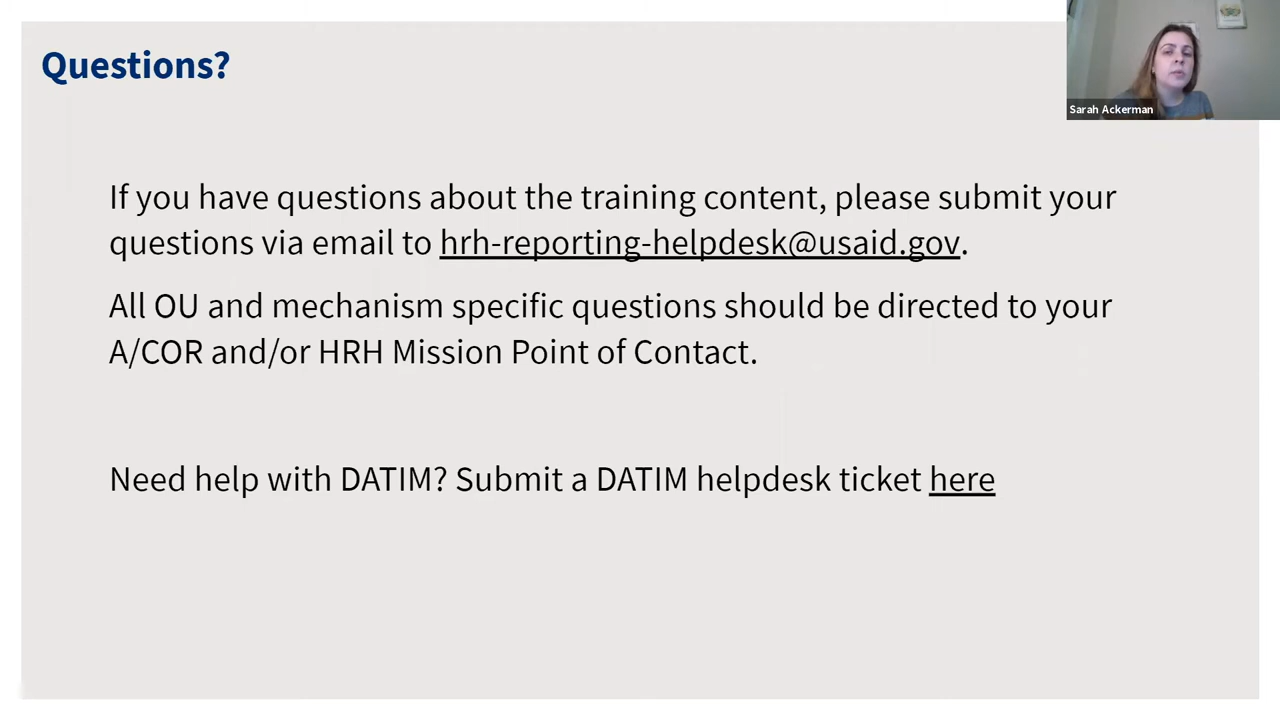 Questions?
Sarah Ackerman
If you have questions about the training content, please submit your
questions via email to hrh-reporting-helpdesk@usaid.gov.
All OU and mechanism specific questions should be directed to your
A/COR and/or HRH Mission Point of Contact.
Need help with DATIM? Submit a DATIM helpdesk ticket here